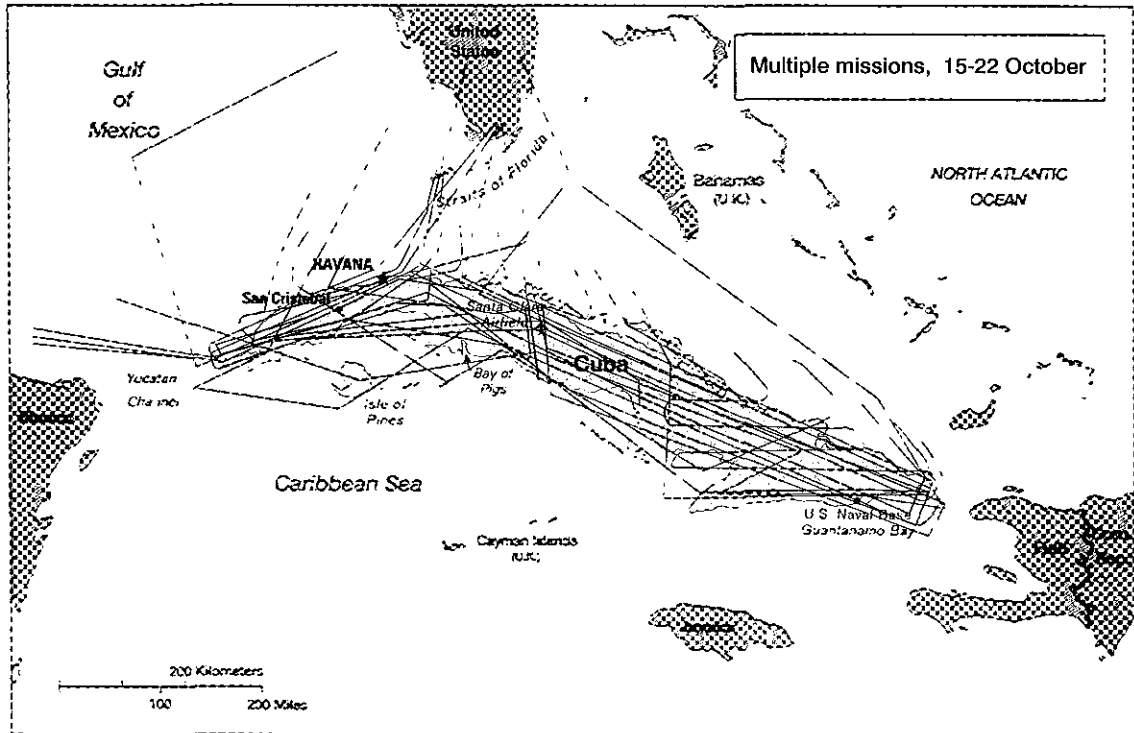 United
Gulf
of
Mexico
Multiple missions, 15-22 October
Straits of Florida
Bahamas
(U.K.)
NORTH ATLANTIC
OCEAN
HAVANA
San Cristobal
Santa Clara
Airfield
Cuba
Yucatan
Channel
Bay of
Pigs
Isle of
Pines
Caribbean Sea
U.S. Naval Base
Guantanamo Bay
Cayman Islands
(U.K.)
200 Kilometers
100
200 Miles